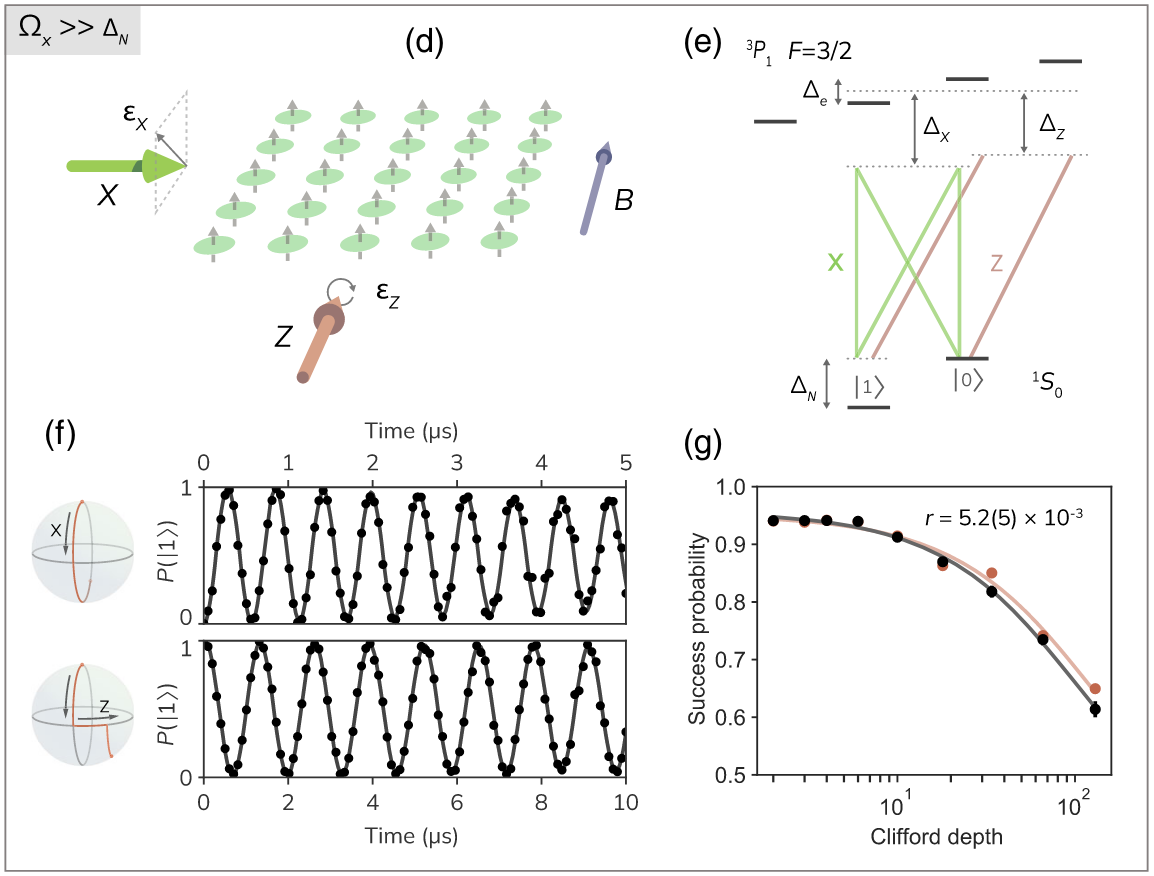 Ωₓ >> Δ_N
(d)
ε_X
X
B
Z
ε_Z
(e)
³P₁ F=3/2
Δ_e
Δ_X
Δ_Z
X
Z
Δ_N
|1⟩
|0⟩
¹S₀
(f)
Time (μs)
0 1 2 3 4 5
X
1
P(|1⟩)
0
Z
1
P(|1⟩)
0
0 2 4 6 8 10
Time (μs)
(g)
r = 5.2(5) × 10⁻³
1.0
0.9
0.8
0.7
0.6
0.5
Success probability
10¹ 10²
Clifford depth